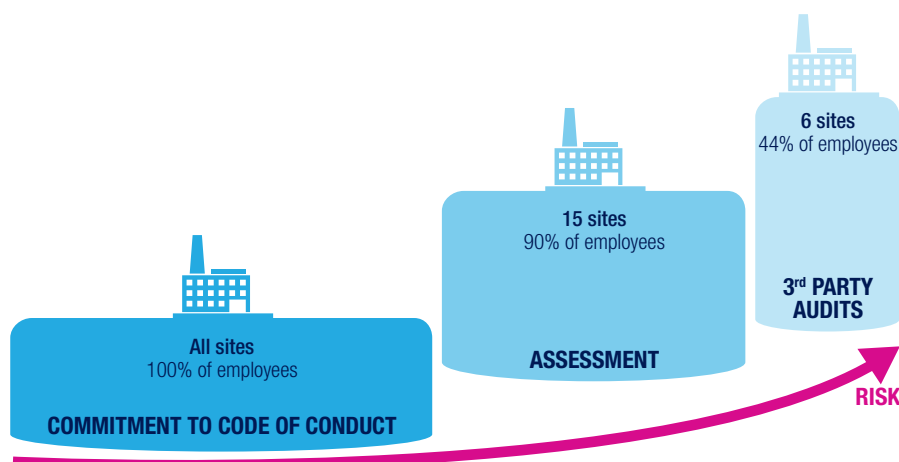 All sites
100% of employees
COMMITMENT TO CODE OF CONDUCT
15 sites
90% of employees
ASSESSMENT
6 sites
44% of employees
3rd PARTY
AUDITS
RISK